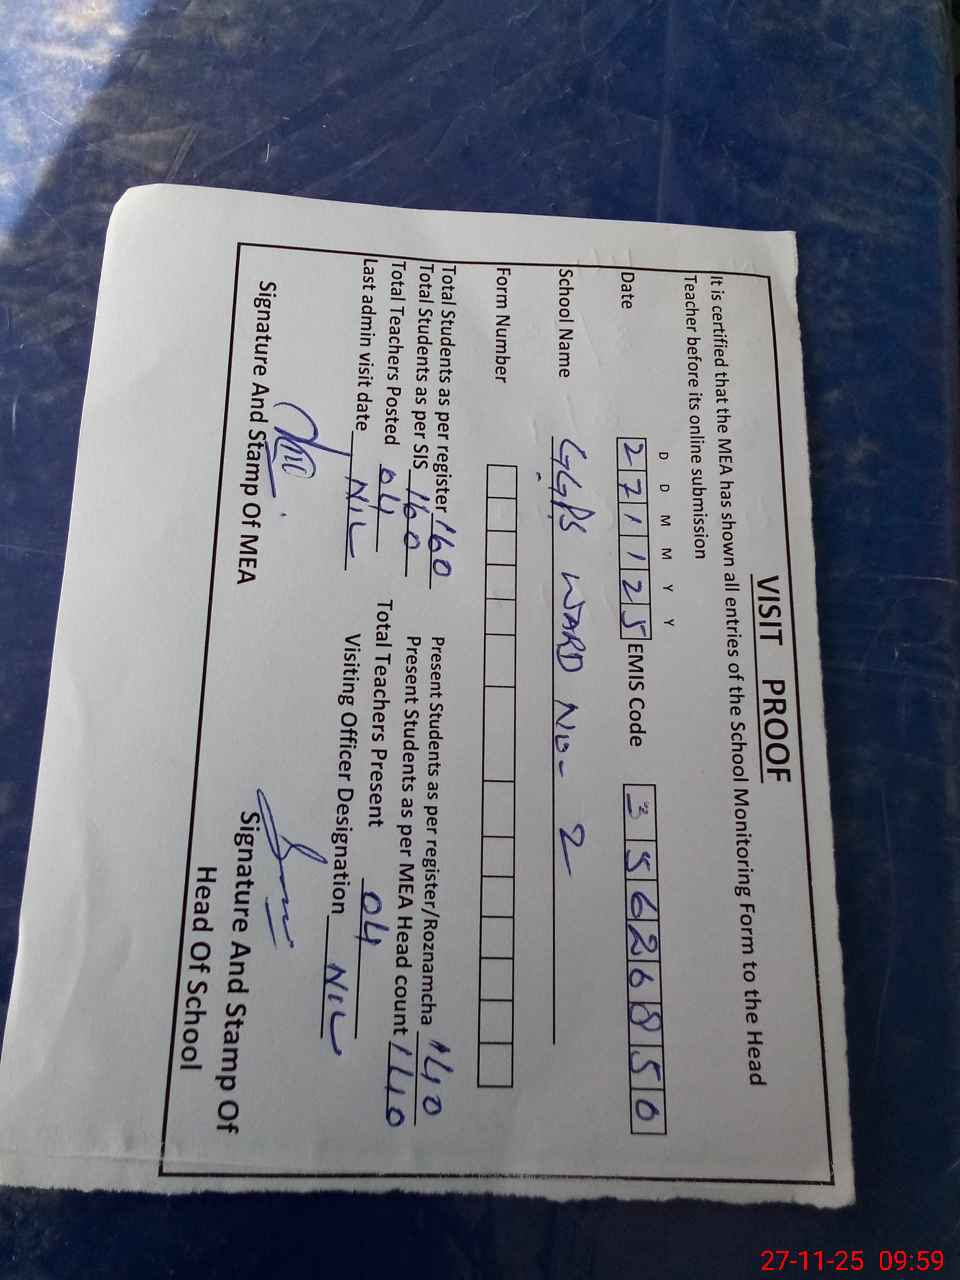 VISIT PROOF
It is certified that the MEA has shown all entries of the School Monitoring Form to the Head
Teacher before its online submission
D D M M Y Y
Date 2 7 1 1 2 5 EMIS Code 3 5 6 2 6 8 5 0
School Name GGPS WARD No- 2
Form Number
Total Students as per register 160 Present Students as per register/Roznamcha 140
Total Students as per SIS 160 Present Students as per MEA Head count 140
Total Teachers Posted 04 Total Teachers Present 04
Last admin visit date NIL Visiting Officer Designation NIL
Signature And Stamp Of MEA
Signature And Stamp Of
Head Of School
27-11-25 09:59